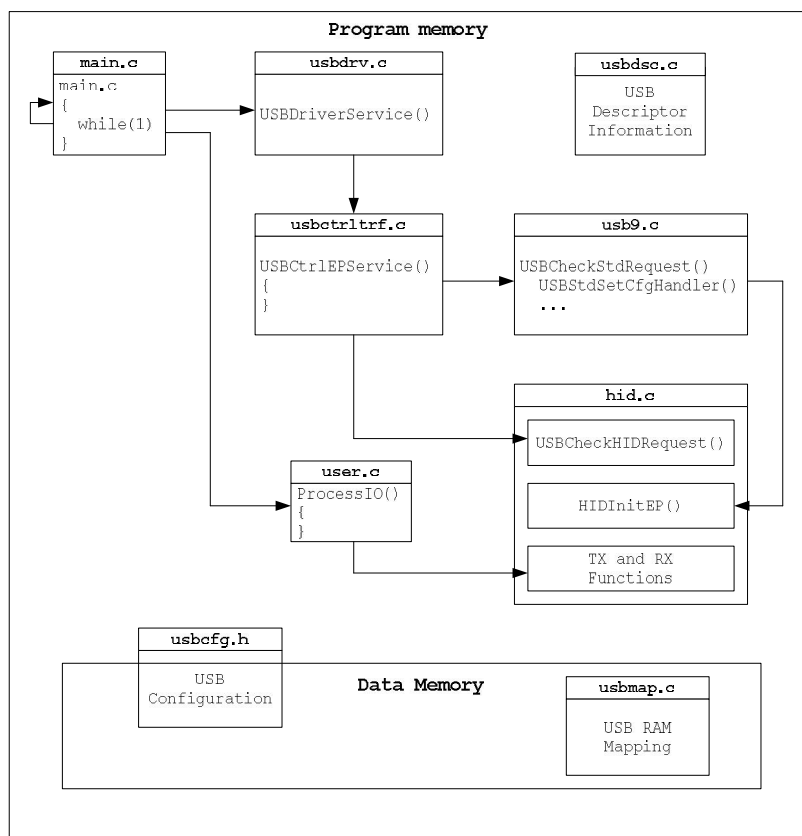 Program memory
main.c
main.c
{
while(1)
}
usbdrv.c
USBDriverService()
usbdsc.c
USB
Descriptor
Information
usbctrltrf.c
USBCtrlEPService()
{
}
usb9.c
USBCheckStdRequest()
USBStdSetCfgHandler()
...
hid.c
USBCheckHIDRequest()
HIDInitEP()
TX and RX
Functions
user.c
ProcessIO()
{
}
usbcfg.h
USB
Configuration
Data Memory
usbmap.c
USB RAM
Mapping